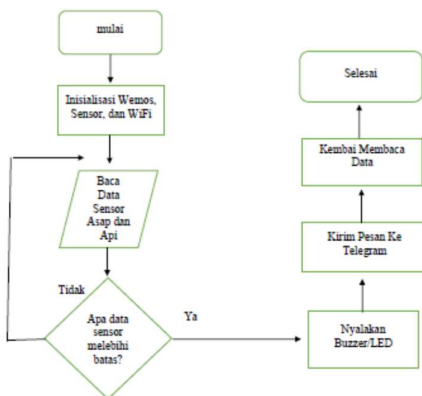 mulai
Inisialisasi Wemos,
Sensor, dan WiFi
Baca
Data
Sensor
Asap dan
Api
Tidak
Apa data
sensor
melebihi
batas?
Ya
Nyalakan
Buzzer/LED
Kirim Pesan Ke
Telegram
Kembai Membaca
Data
Selesai